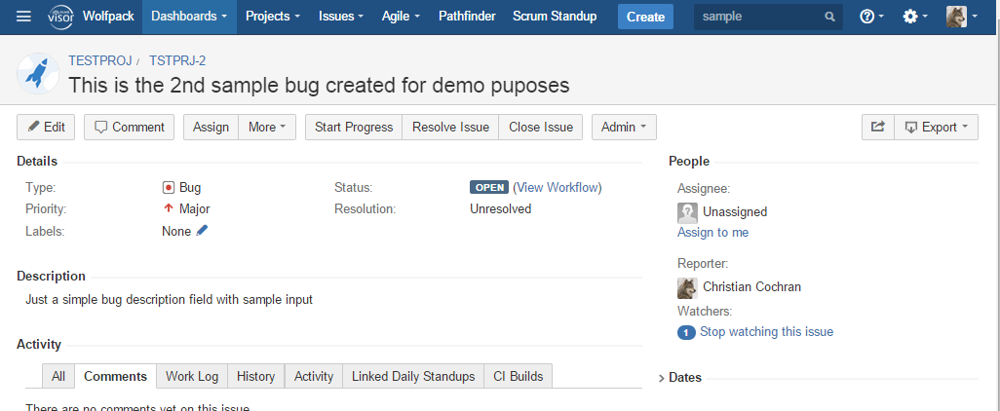 visor Wolfpack Dashboards Projects Issues Agile Pathfinder Scrum Standup Create sample
TESTPROJ / TSTPRJ-2
This is the 2nd sample bug created for demo puposes
Edit Comment Assign More Start Progress Resolve Issue Close Issue Admin Export
Details
Type: Bug Status: OPEN (View Workflow)
Priority: Major Resolution: Unresolved
Labels: None
Description
Just a simple bug description field with sample input
Activity
All Comments Work Log History Activity Linked Daily Standups CI Builds
There are no comments yet on this issue
People
Assignee:
Unassigned
Assign to me
Reporter:
Christian Cochran
Watchers:
1 Stop watching this issue
Dates